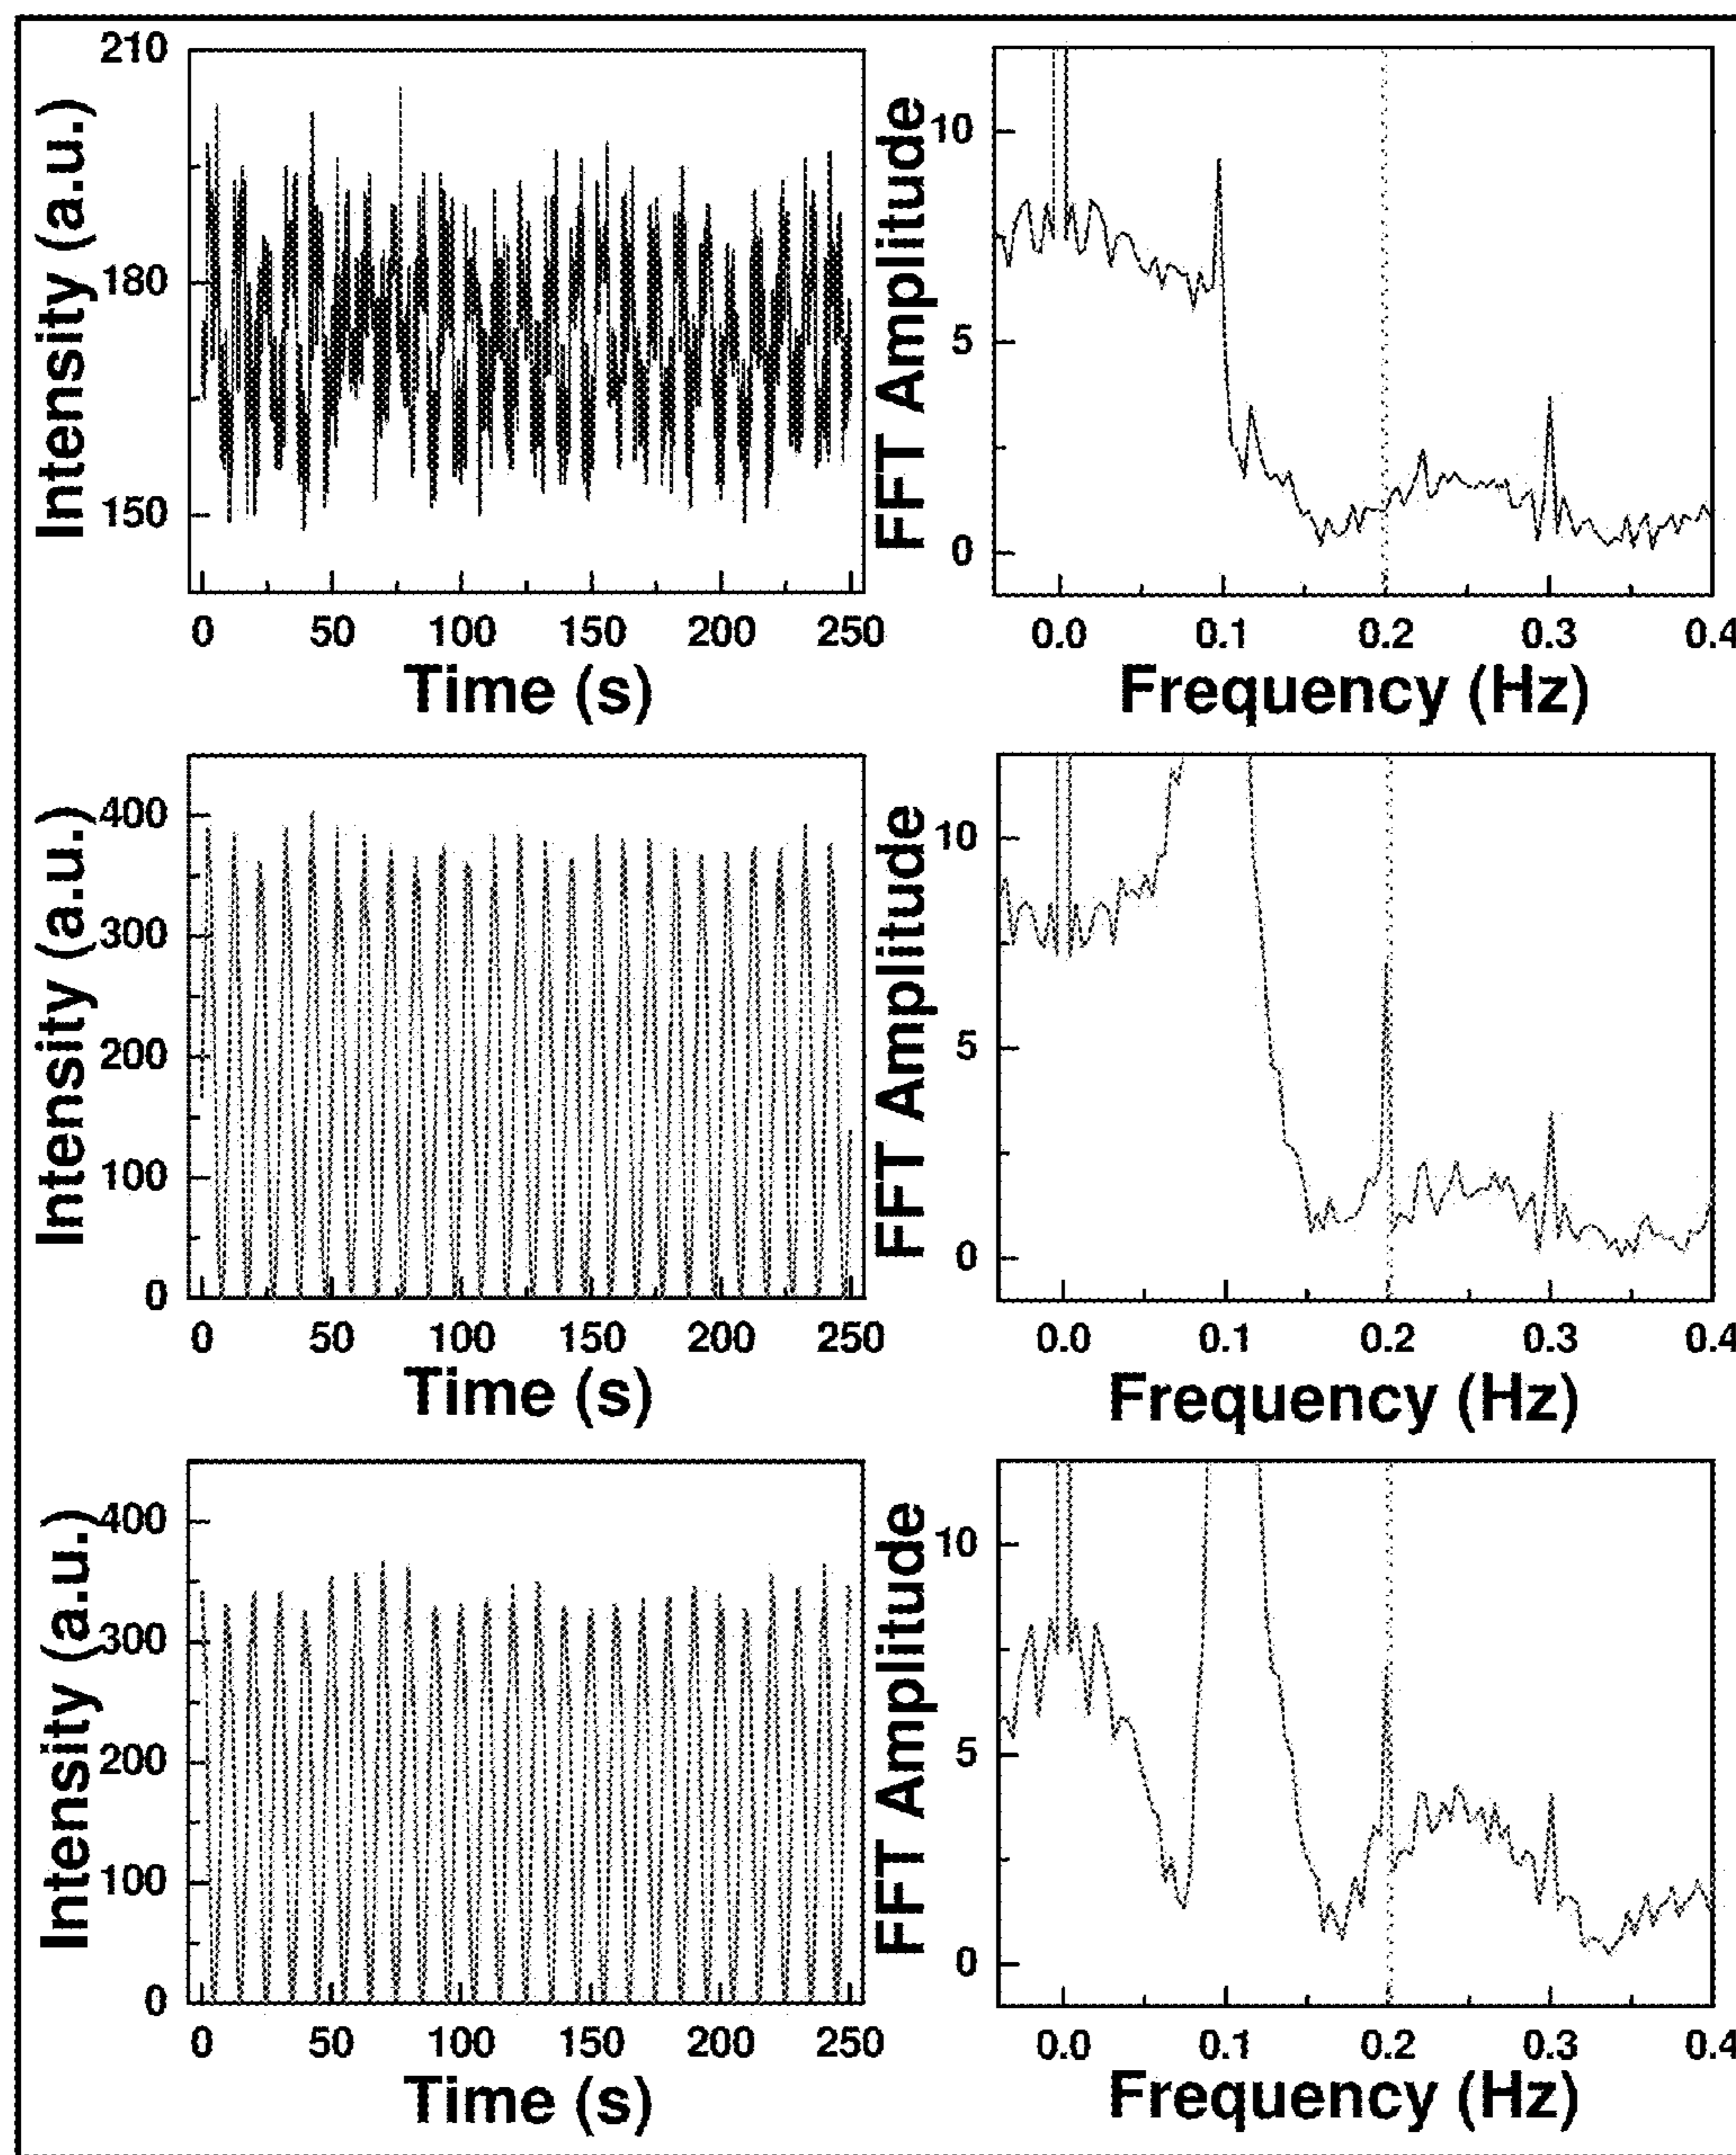 Intensity (a.u.)
210
180
150
0 50 100 150 200 250
Time (s)
FFT Amplitude
10
5
0
0.0 0.1 0.2 0.3 0.4
Frequency (Hz)
Intensity (a.u.)
400
300
200
100
0
0 50 100 150 200 250
Time (s)
FFT Amplitude
10
5
0
0.0 0.1 0.2 0.3 0.4
Frequency (Hz)
Intensity (a.u.)
400
300
200
100
0
0 50 100 150 200 250
Time (s)
FFT Amplitude
10
5
0
0.0 0.1 0.2 0.3 0.4
Frequency (Hz)